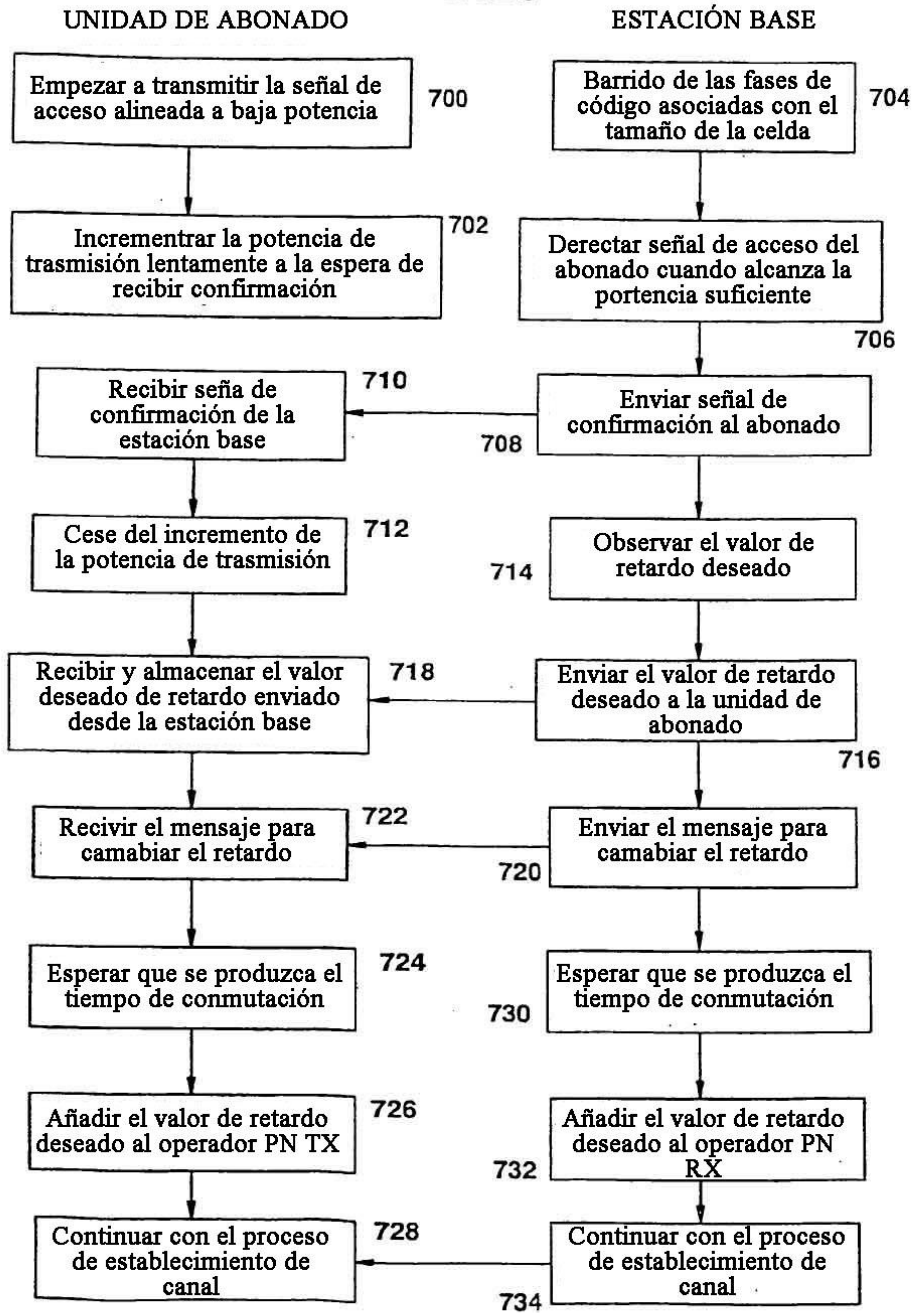 UNIDAD DE ABONADO
ESTACIÓN BASE
Empezar a transmitir la señal de
acceso alineada a baja potencia
700
Barrido de las fases de
código asociadas con el
tamaño de la celda
704
Incrementrar la potencia de
trasmisión lentamente a la espera de
recibir confirmación
702
Derectar señal de acceso del
abonado cuando alcanza la
portencia suficiente
706
Recibir seña de
confirmación de la
estación base
710
Enviar señal de
confirmación al abonado
708
Cese del incremento de
la potencia de trasmisión
712
Observar el valor de
retardo deseado
714
Recibir y almacenar el valor
deseado de retardo enviado
desde la estación base
718
Enviar el valor de retardo
deseado a la unidad de
abonado
716
Recivir el mensaje para
camabiar el retardo
722
Enviar el mensaje para
camabiar el retardo
720
Esperar que se produzca el
tiempo de conmutación
724
Esperar que se produzca el
tiempo de conmutación
730
Añadir el valor de retardo
deseado al operador PN TX
726
Añadir el valor de retardo
deseado al operador PN
RX
732
Continuar con el proceso
de establecimiento de
canal
728
Continuar con el proceso
de establecimiento de
canal
734